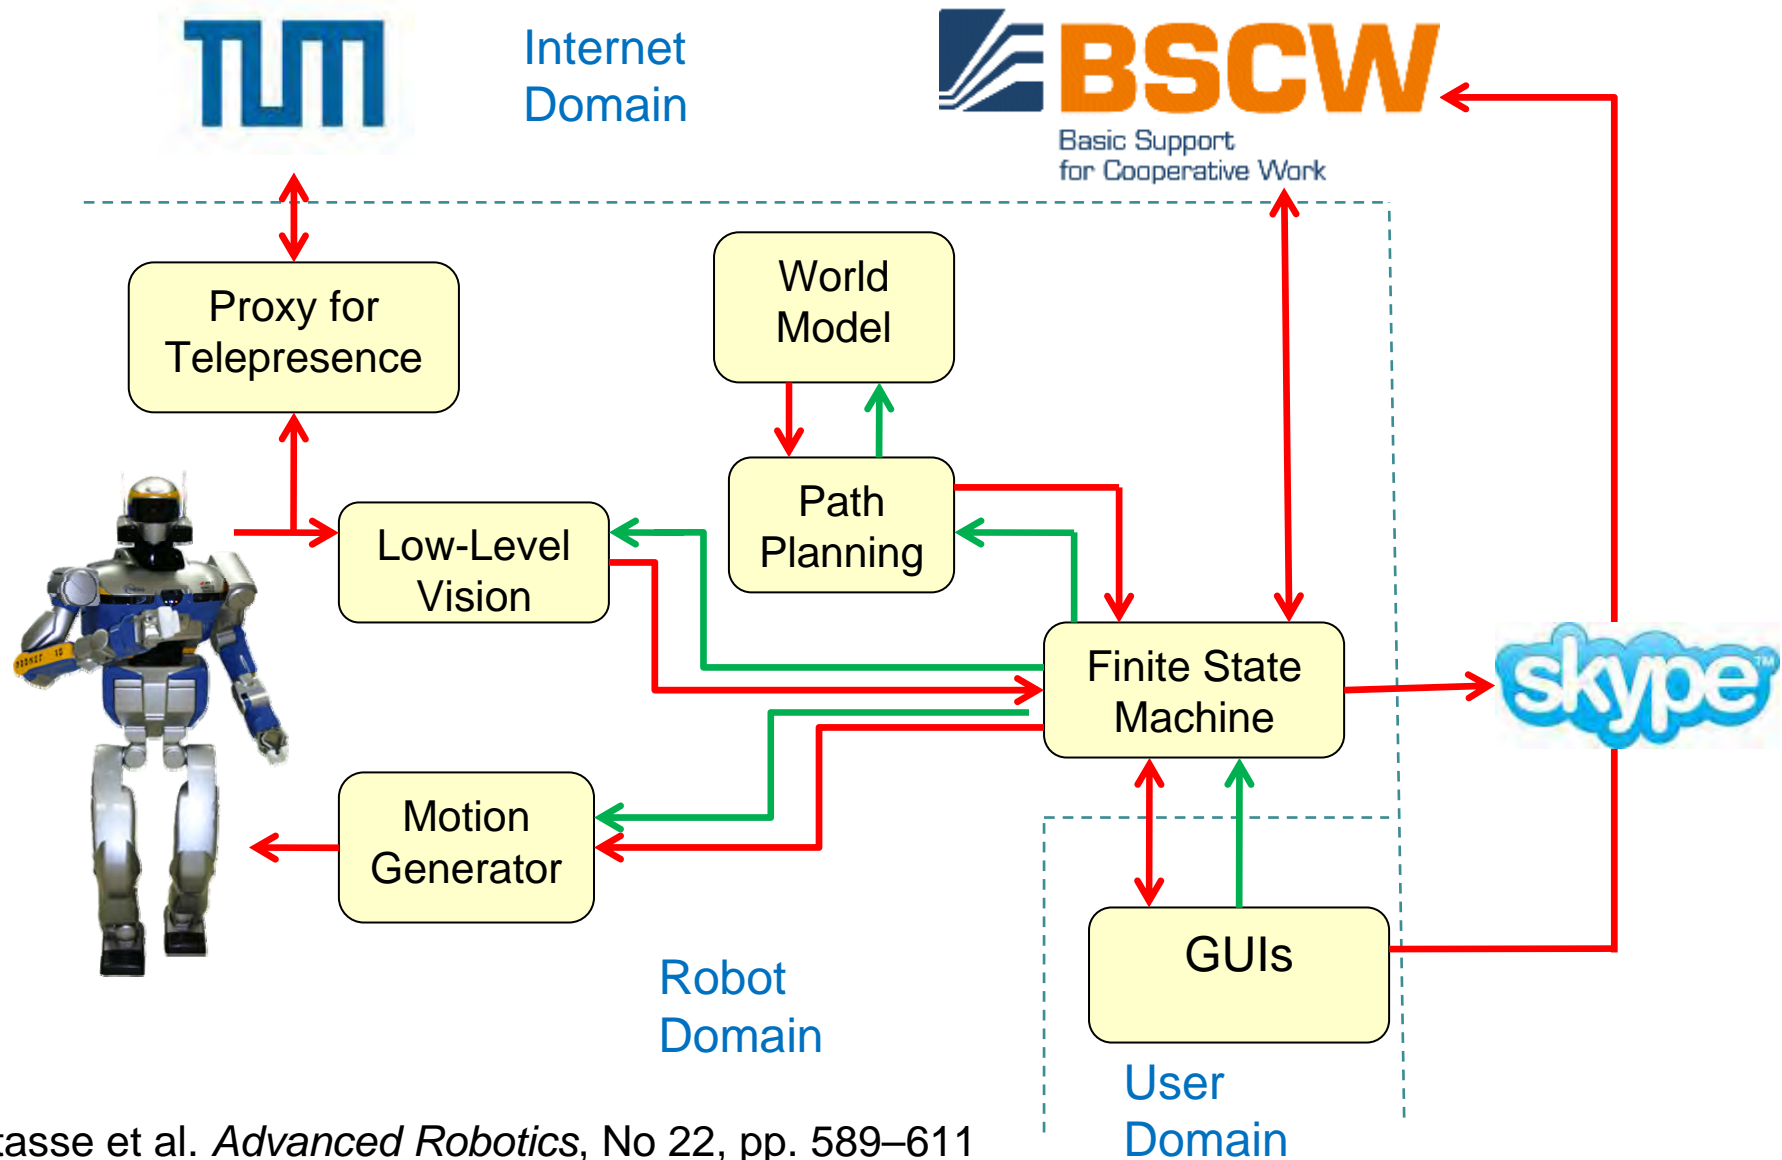 TUM
Internet
Domain
BSCW
Basic Support
for Cooperative Work
Proxy for
Telepresence
World
Model
Path
Planning
Low-Level
Vision
Finite State
Machine
skype™
Motion
Generator
GUIs
Robot
Domain
User
Domain
tasse et al. Advanced Robotics, No 22, pp. 589–611